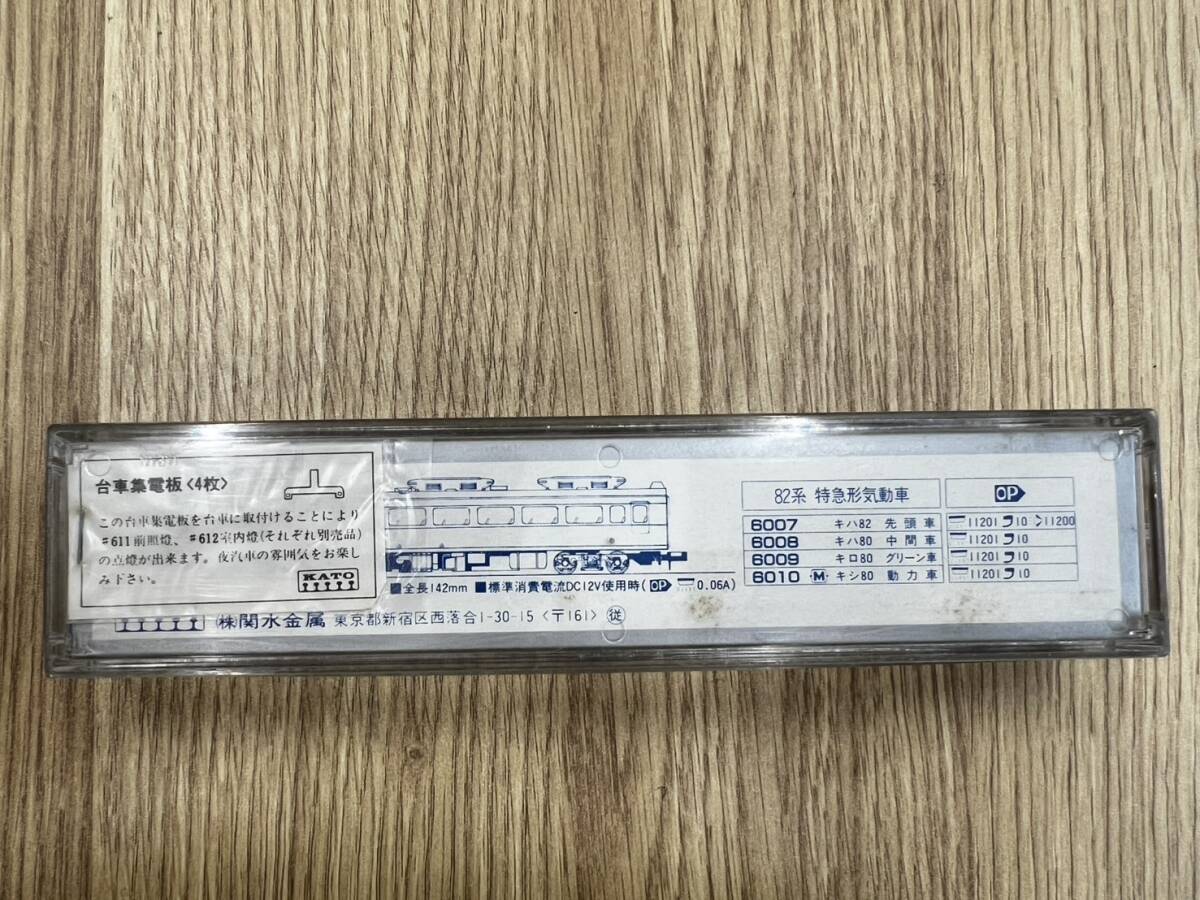 台車集電板〈4枚〉
この台車集電板を台車に取付けることにより
#611前照燈、#612室内燈(それぞれ別売品)
の点燈が出来ます。夜汽車の雰囲気をお楽し
み下さい。
KATO
■全長142mm ■標準消費電流DC12V使用時(OP 0.06A)
㈱関水金属 東京都新宿区西落合1-30-15〈〒161〉 従
82系 特急形気動車 OP
6007 キハ82 先頭車 11201 10 11200
6008 キハ80 中間車 11201 10
6009 キロ80 グリーン車 11201 10
6010 M キシ80 動力車 11201 10